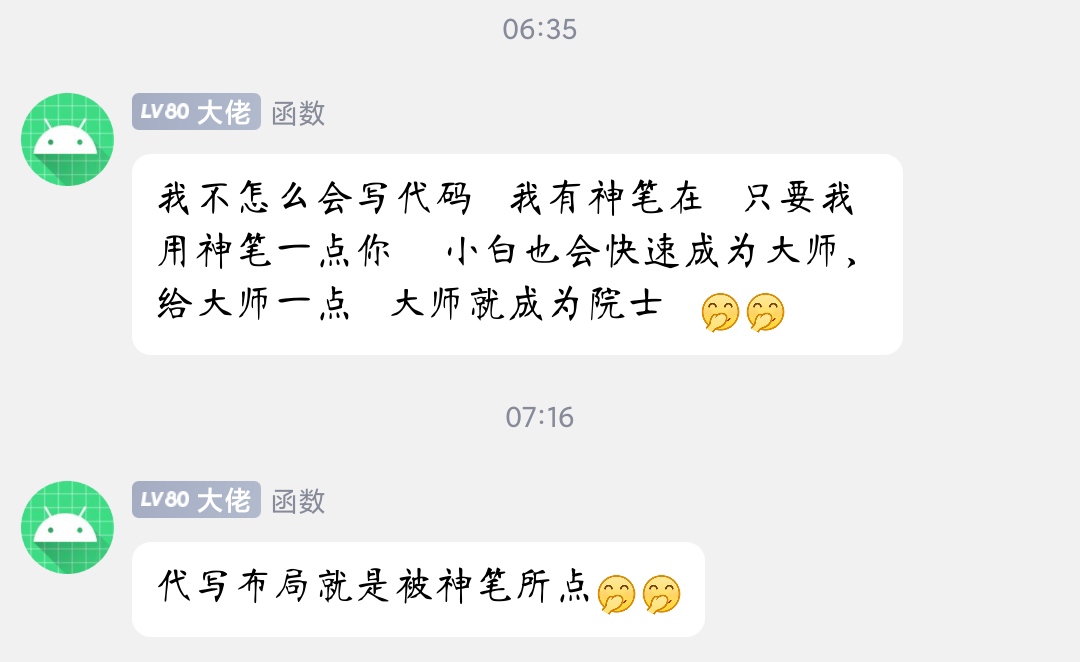 06:35
LV80 大佬 函数
我不怎么会写代码 我有神笔在 只要我
用神笔一点你 小白也会快速成为大师，
给大师一点 大师就成为院士 🤭🤭
07:16
LV80 大佬 函数
代写布局就是被神笔所点🤭🤭